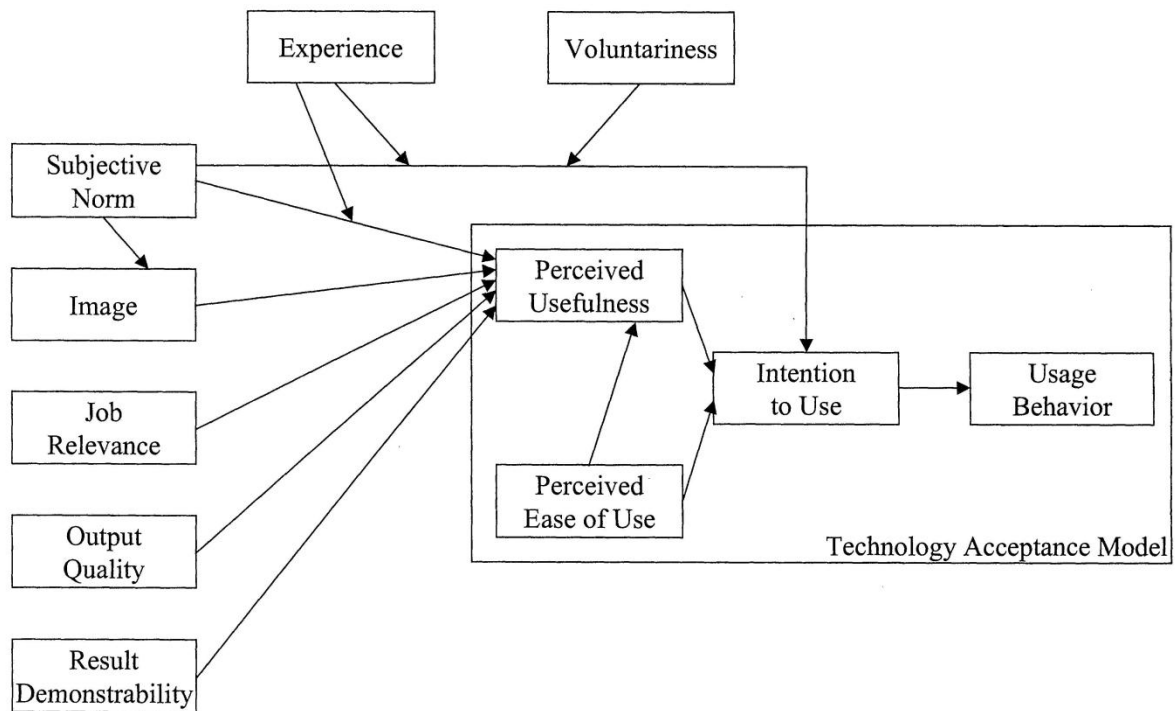 Experience
Voluntariness
Subjective
Norm
Image
Job
Relevance
Output
Quality
Result
Demonstrability
Perceived
Usefulness
Perceived
Ease of Use
Intention
to Use
Usage
Behavior
Technology Acceptance Model